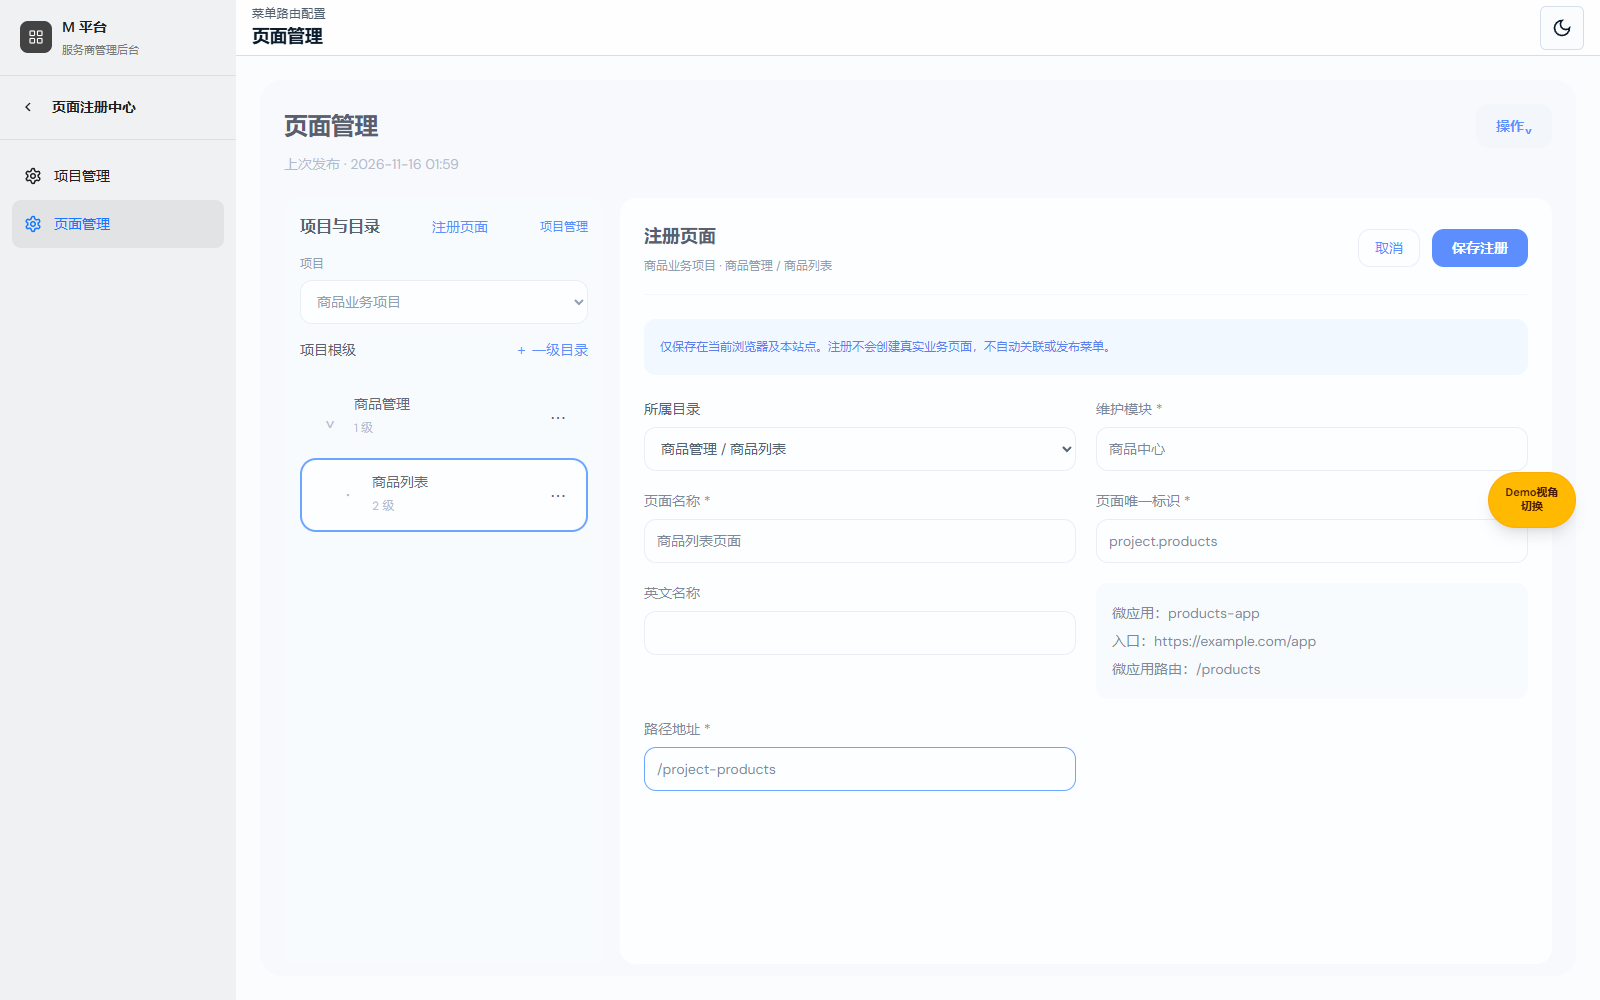 M 平台
服务商管理后台
页面注册中心
项目管理
页面管理
菜单路由配置
页面管理
页面管理
上次发布 · 2026-11-16 01:59
操作
项目与目录
注册页面
项目管理
项目
商品业务项目
项目根级
+ 一级目录
商品管理
1 级
...
商品列表
2 级
...
注册页面
商品业务项目 · 商品管理 / 商品列表
取消
保存注册
仅保存在当前浏览器及本站点。注册不会创建真实业务页面，不自动关联或发布菜单。
所属目录
商品管理 / 商品列表
维护模块 *
商品中心
页面名称 *
商品列表页面
页面唯一标识 *
project.products
英文名称
微应用：products-app
入口：https://example.com/app
微应用路由：/products
路径地址 *
/project-products
Demo视角
切换